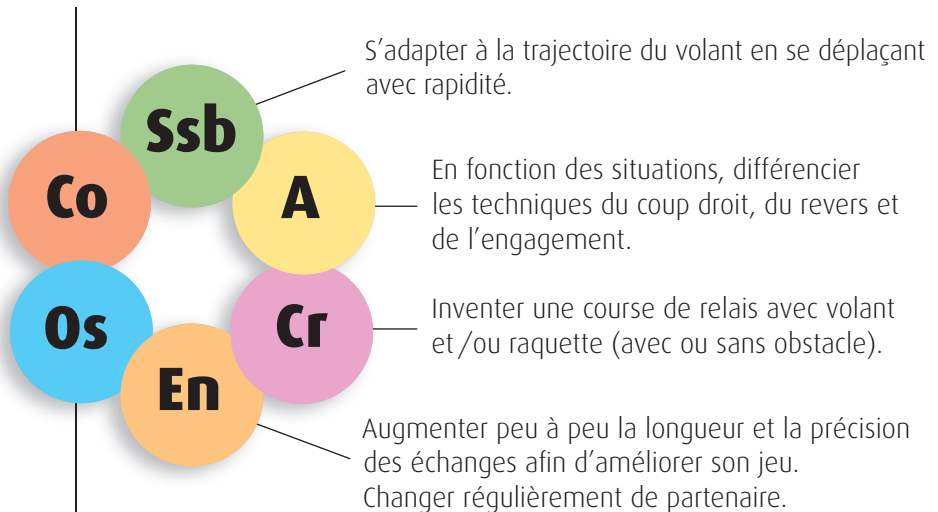 Ssb
S’adapter à la trajectoire du volant en se déplaçant
avec rapidité.
Co
A
En fonction des situations, différencier
les techniques du coup droit, du revers et
de l’engagement.
Os
Cr
Inventer une course de relais avec volant
et/ou raquette (avec ou sans obstacle).
En
Augmenter peu à peu la longueur et la précision
des échanges afin d’améliorer son jeu.
Changer régulièrement de partenaire.